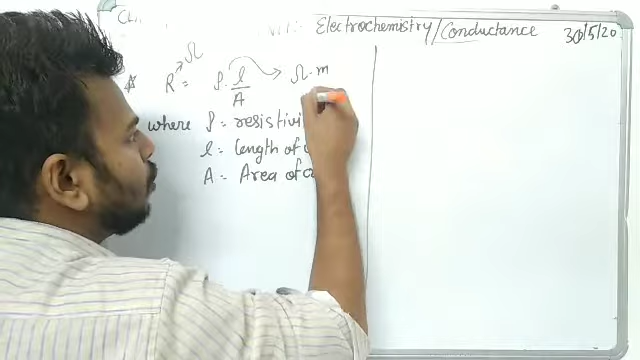 Electrochemistry/Conductance 30/5/20
Ω
R = ρ l/A Ω.m
where ρ = resistivi
l = length of
A = Area of